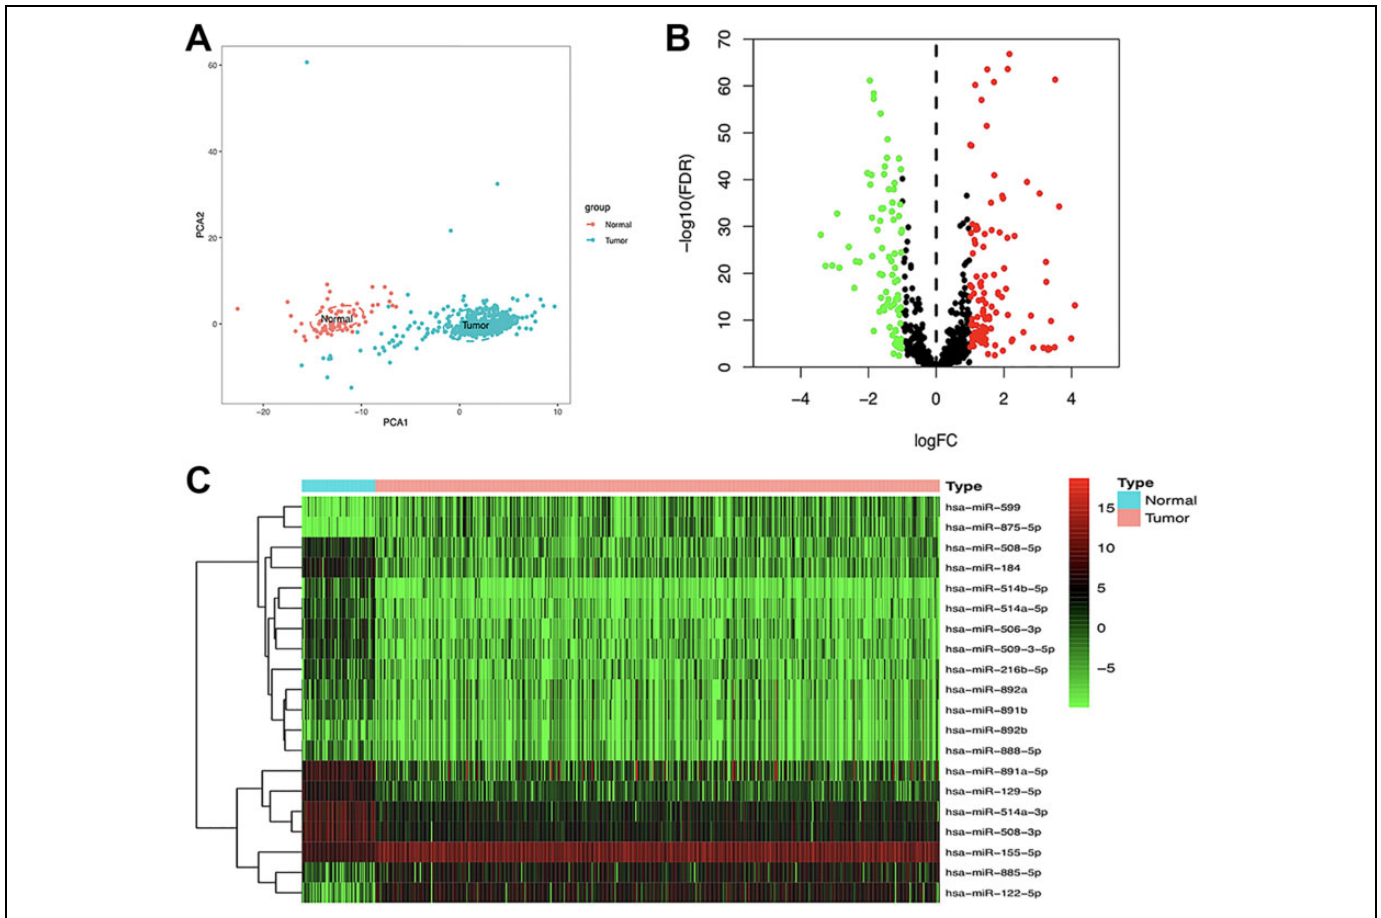 A
60
40
20
0
PCA2
−20
−10
0
10
PCA1
group
Normal
Tumor
Normal
Tumor
B
70
60
50
40
30
20
10
0
−log10(FDR)
−4
−2
0
2
4
logFC
C
Type
hsa−miR−599
hsa−miR−875−5p
hsa−miR−508−5p
hsa−miR−184
hsa−miR−514b−5p
hsa−miR−514a−5p
hsa−miR−506−3p
hsa−miR−509−3−5p
hsa−miR−216b−5p
hsa−miR−892a
hsa−miR−891b
hsa−miR−892b
hsa−miR−888−5p
hsa−miR−891a−5p
hsa−miR−129−5p
hsa−miR−514a−3p
hsa−miR−508−3p
hsa−miR−155−5p
hsa−miR−885−5p
hsa−miR−122−5p
15
10
5
0
−5
Type
Normal
Tumor